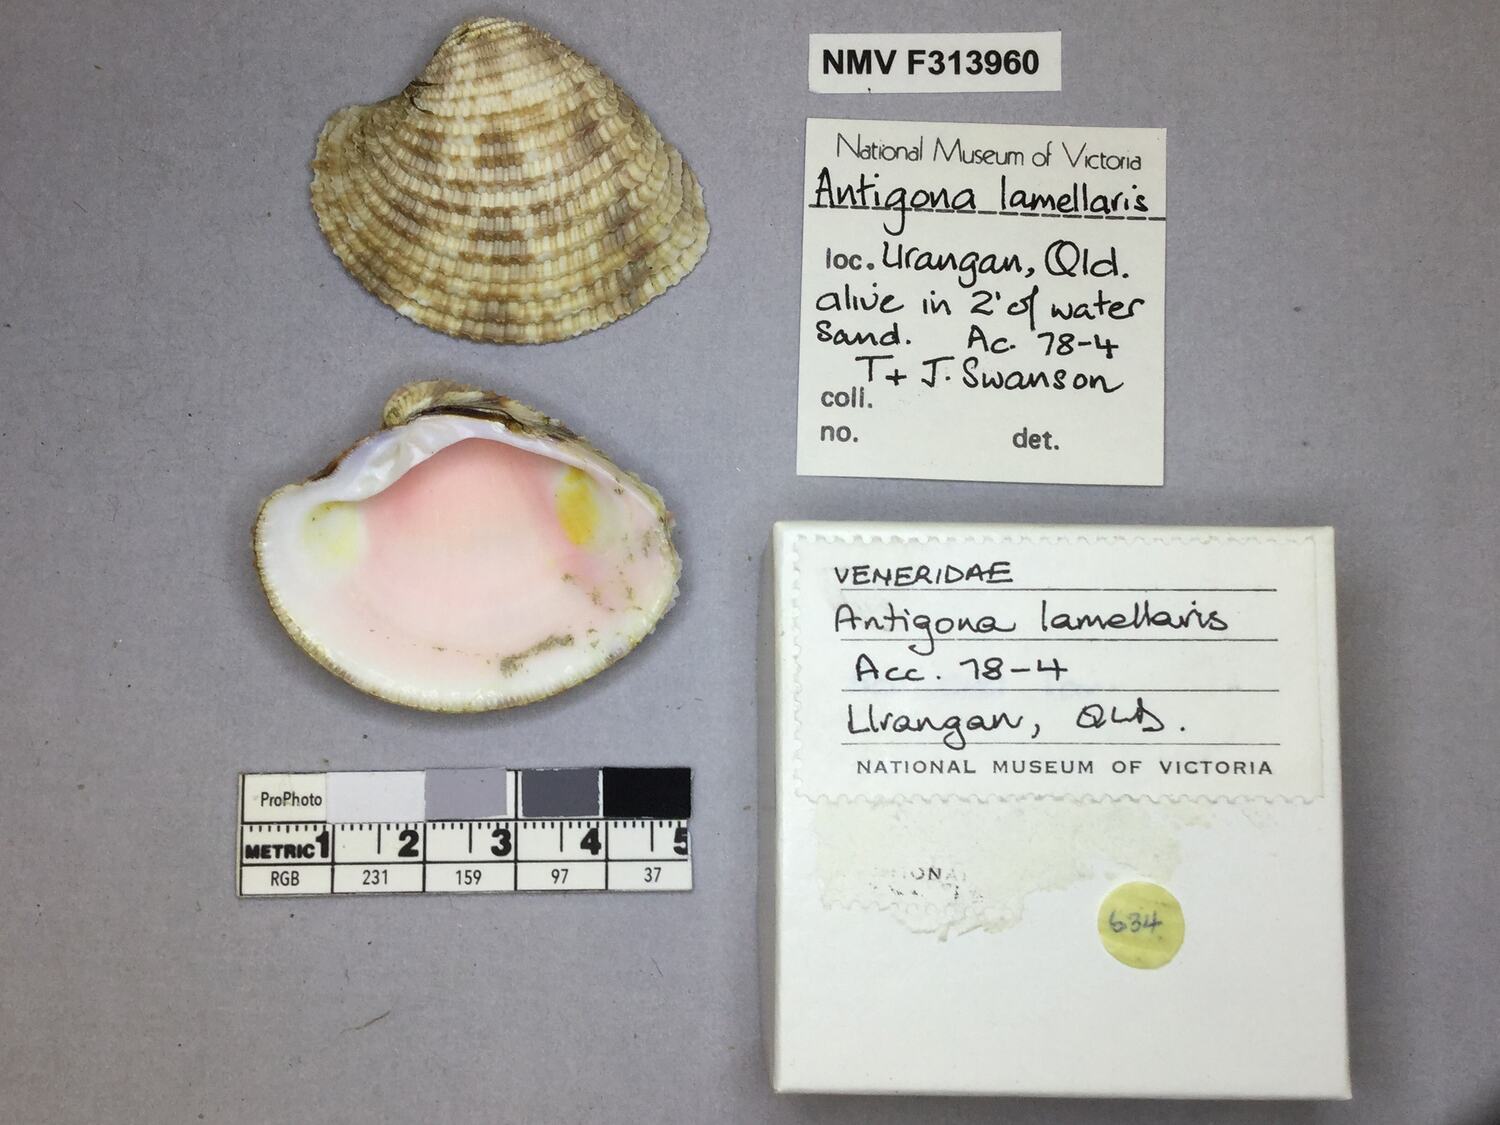 NMV F313960
National Museum of Victoria
Antigona lamellaris
loc. Urangan, Qld.
alive in 2' of water
Sand. Ac. 78-4
T + J. Swanson
coll.
no. det.
VENERIDAE
Antigona lamellaris
Acc. 78-4
Urangan, QLD.
NATIONAL MUSEUM OF VICTORIA
634
ProPhoto
METRIC 1 2 3 4 5
RGB 231 159 97 37